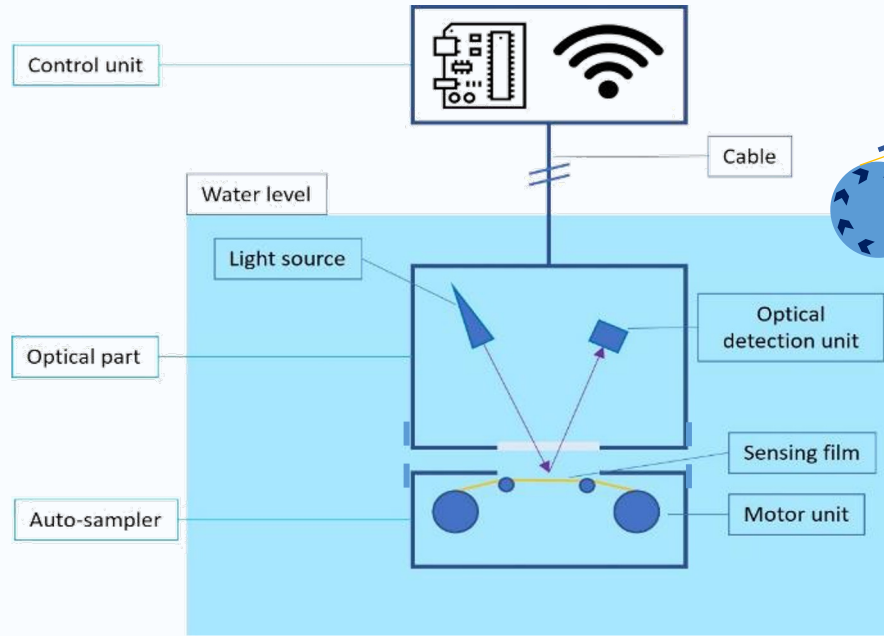 Control unit
Cable
Water level
Light source
Optical
detection unit
Optical part
Sensing film
Auto-sampler
Motor unit